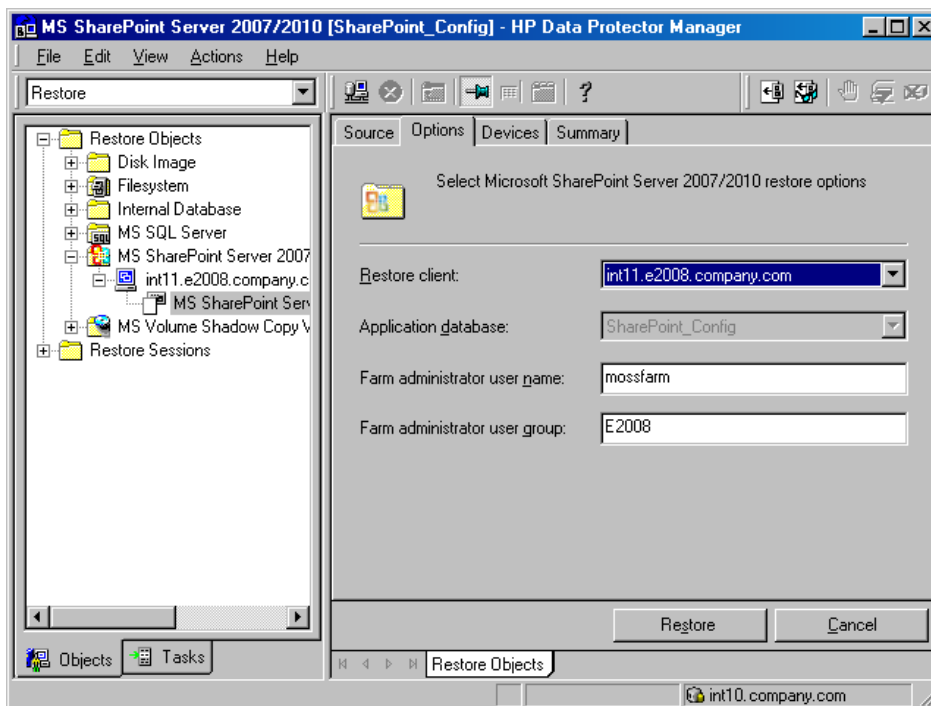 MS SharePoint Server 2007/2010 [SharePoint_Config] - HP Data Protector Manager
File Edit View Actions Help
Restore
Source Options Devices Summary
Select Microsoft SharePoint Server 2007/2010 restore options
Restore Objects
Disk Image
Filesystem
Internal Database
MS SQL Server
MS SharePoint Server 2007
int11.e2008.company.c
MS SharePoint Serv
MS Volume Shadow Copy W
Restore Sessions
Restore client: int11.e2008.company.com
Application database: SharePoint_Config
Farm administrator user name: mossfarm
Farm administrator user group: E2008
Restore Cancel
Objects Tasks
Restore Objects
int10.company.com